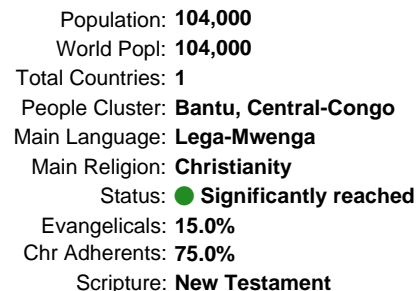 Population: 104,000
World Popl: 104,000
Total Countries: 1
People Cluster: Bantu, Central-Congo
Main Language: Lega-Mwenga
Main Religion: Christianity
Status: Significantly reached
Evangelicals: 15.0%
Chr Adherents: 75.0%
Scripture: New Testament